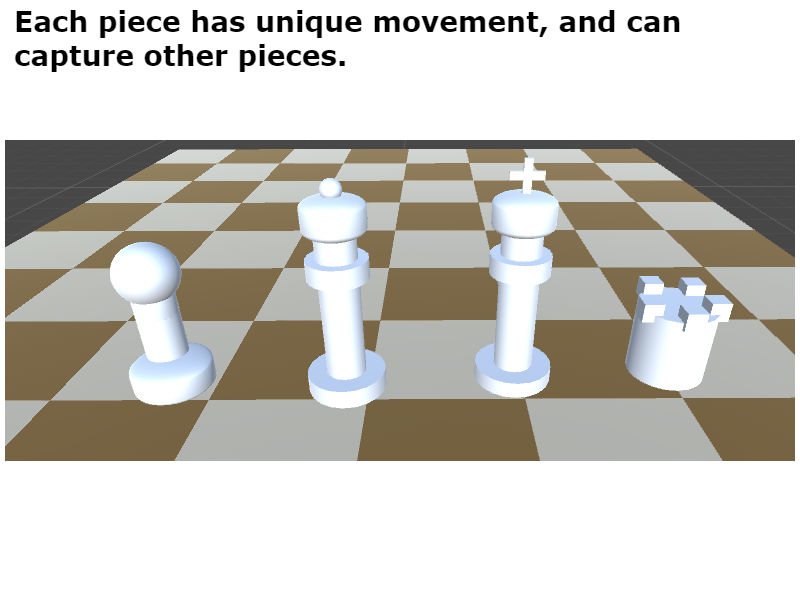 Each piece has unique movement, and can
capture other pieces.